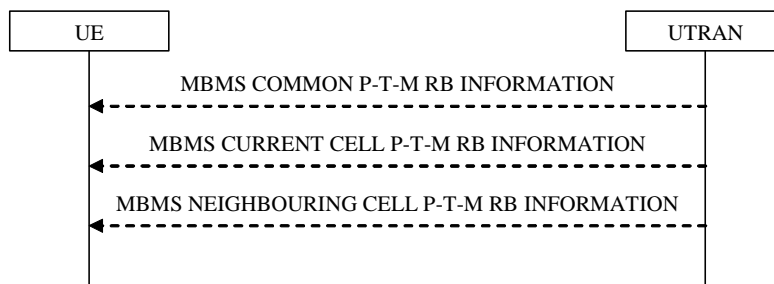 UE
UTRAN
MBMS COMMON P-T-M RB INFORMATION
MBMS CURRENT CELL P-T-M RB INFORMATION
MBMS NEIGHBOURING CELL P-T-M RB INFORMATION